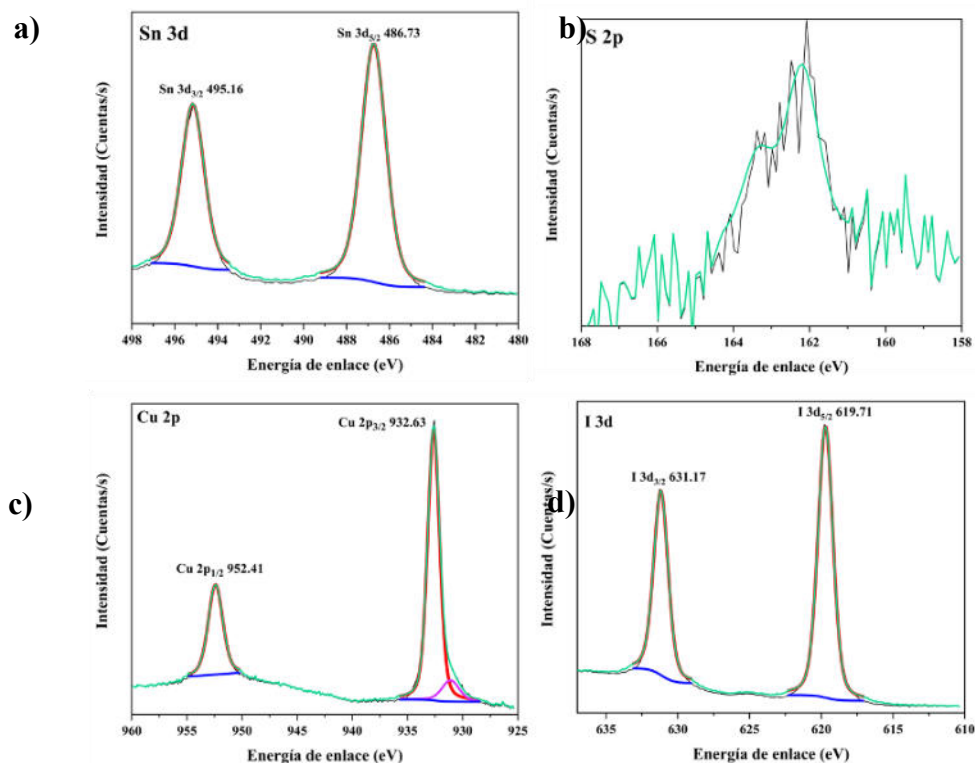 a)
Sn 3d
Sn 3d5/2 486.73
Sn 3d3/2 495.16
Intensidad (Cuentas/s)
498 496 494 492 490 488 486 484 482 480
Energía de enlace (eV)
b)
S 2p
Intensidad (Cuentas/s)
168 166 164 162 160 158
Energía de enlace (eV)
c)
Cu 2p
Cu 2p3/2 932.63
Cu 2p1/2 952.41
Intensidad (Cuentas/s)
960 955 950 945 940 935 930 925
Energía de enlace (eV)
d)
I 3d
I 3d5/2 619.71
I 3d3/2 631.17
Intensidad (Cuentas/s)
635 630 625 620 615 610
Energía de enlace (eV)